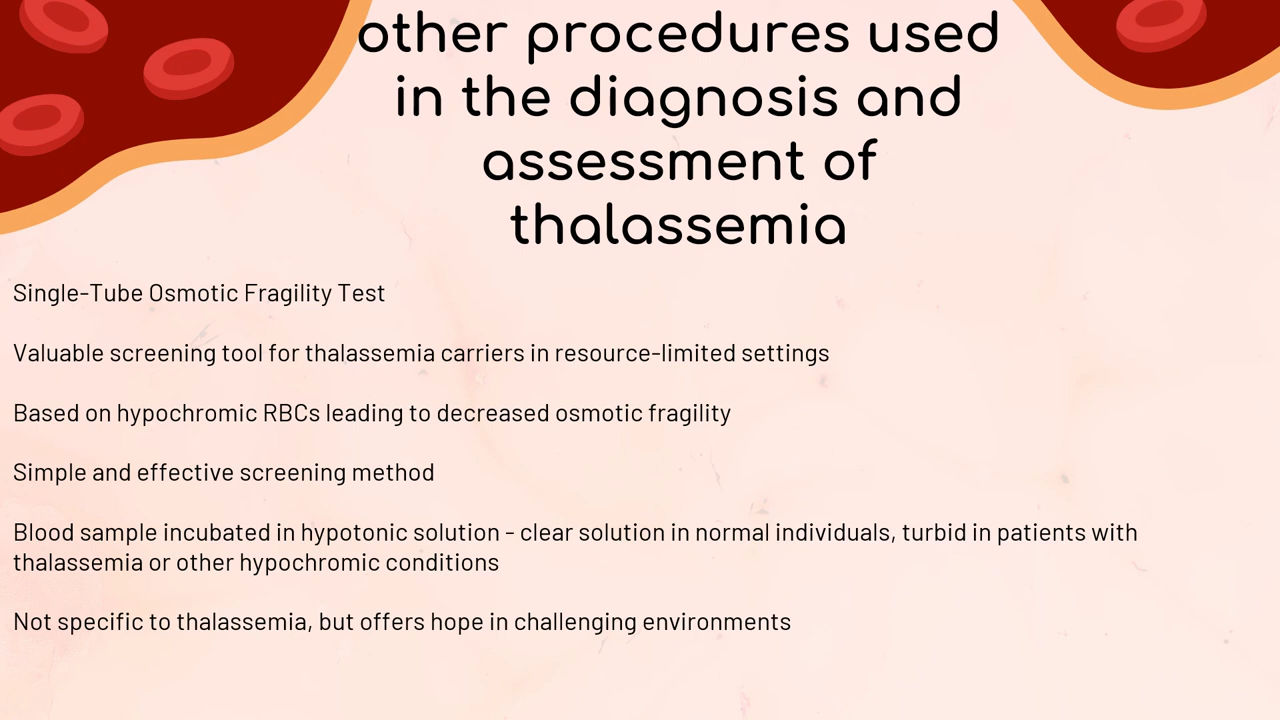 other procedures used
in the diagnosis and
assessment of
thalassemia
Single-Tube Osmotic Fragility Test
Valuable screening tool for thalassemia carriers in resource-limited settings
Based on hypochromic RBCs leading to decreased osmotic fragility
Simple and effective screening method
Blood sample incubated in hypotonic solution - clear solution in normal individuals, turbid in patients with
thalassemia or other hypochromic conditions
Not specific to thalassemia, but offers hope in challenging environments